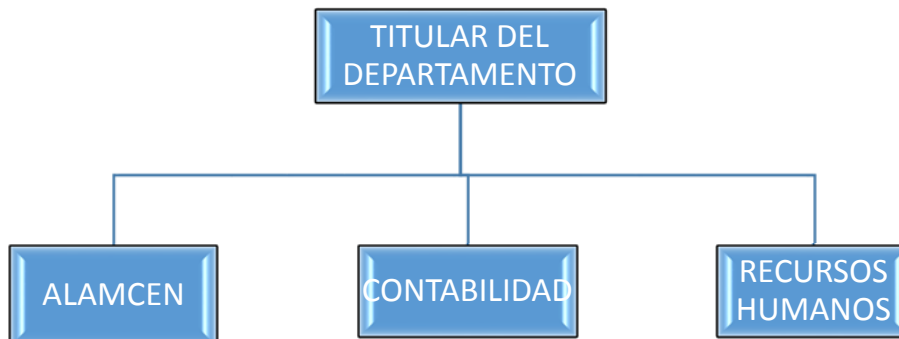 TITULAR DEL
DEPARTAMENTO
ALAMCEN
CONTABILIDAD
RECURSOS
HUMANOS